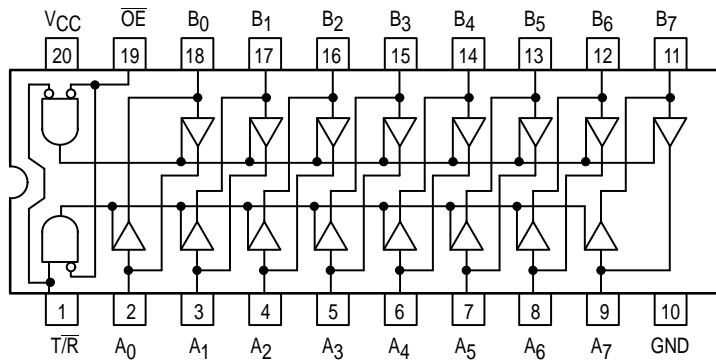 VCC OE B0 B1 B2 B3 B4 B5 B6 B7
20 19 18 17 16 15 14 13 12 11
1 2 3 4 5 6 7 8 9 10
T/R A0 A1 A2 A3 A4 A5 A6 A7 GND